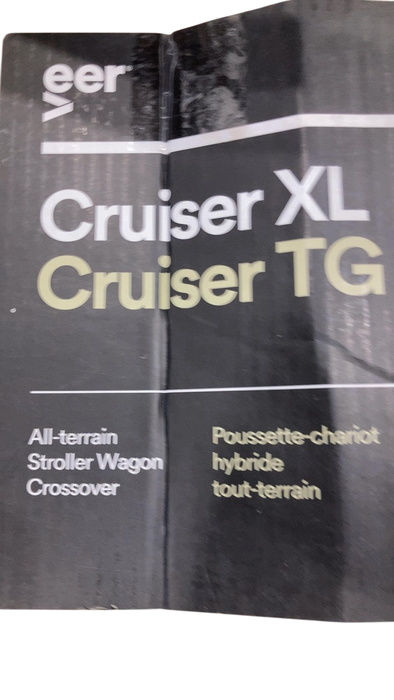 Veer
Cruiser XL
Cruiser TG
All-terrain
Stroller Wagon
Crossover
Poussette-chariot
hybride
tout-terrain